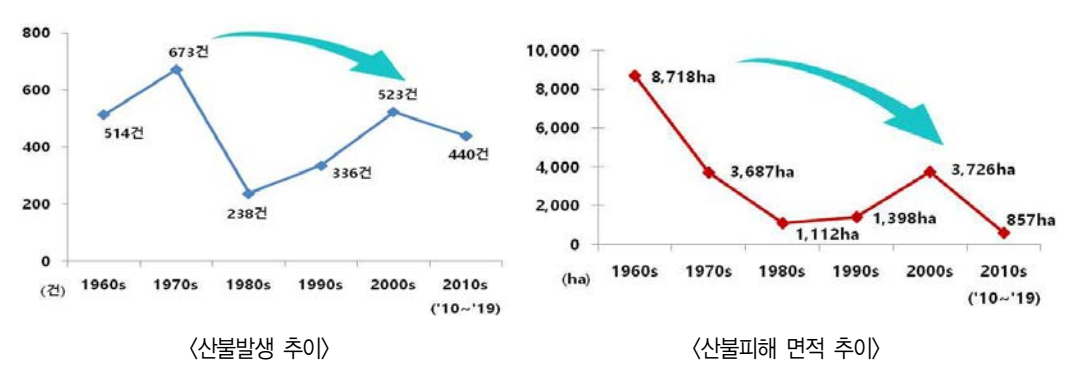 800
600
400
200
0
(건)
514건
673건
238건
336건
523건
440건
1960s 1970s 1980s 1990s 2000s 2010s
('10~'19)
<산불발생 추이>
10,000
8,000
6,000
4,000
2,000
0
(ha)
8,718ha
3,687ha
1,112ha
1,398ha
3,726ha
857ha
1960s 1970s 1980s 1990s 2000s 2010s
('10~'19)
<산불피해 면적 추이>